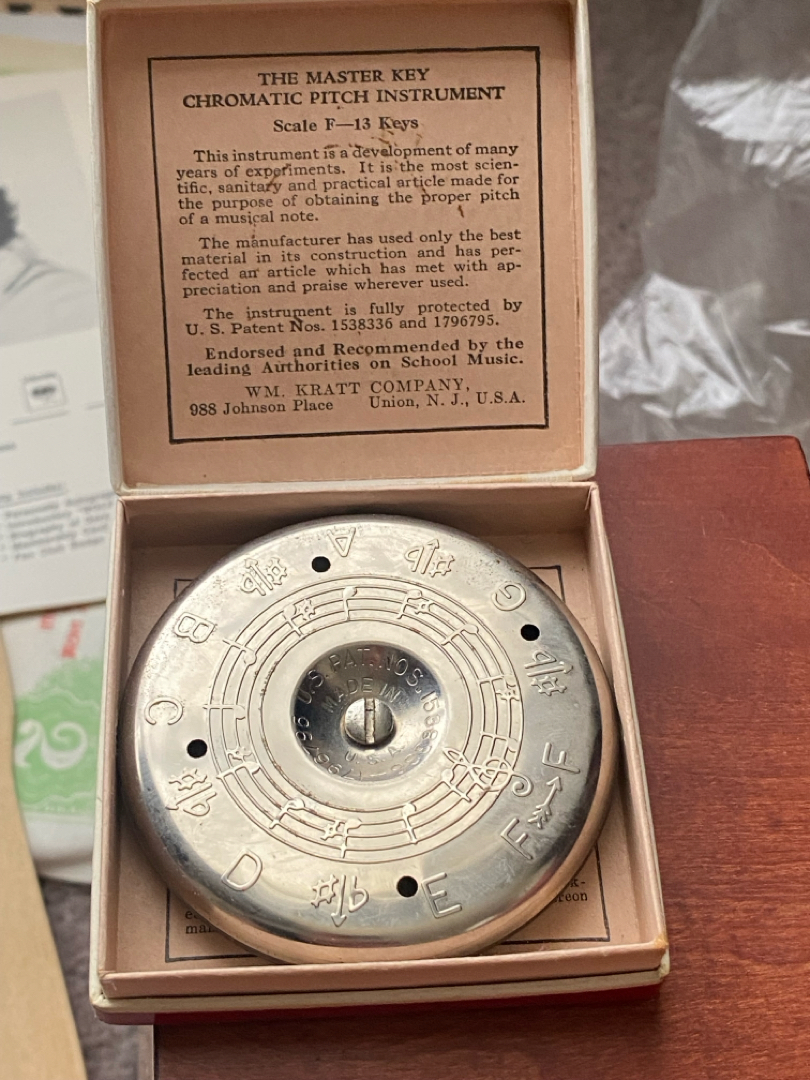 THE MASTER KEY
CHROMATIC PITCH INSTRUMENT
Scale F—13 Keys
This instrument is a development of many
years of experiments. It is the most scien-
tific, sanitary and practical article made for
the purpose of obtaining the proper pitch
of a musical note.
The manufacturer has used only the best
material in its construction and has per-
fected an article which has met with ap-
preciation and praise wherever used.
The instrument is fully protected by
U. S. Patent Nos. 1538336 and 1796795.
Endorsed and Recommended by the
leading Authorities on School Music.
WM. KRATT COMPANY,
988 Johnson Place Union, N. J., U.S.A.
A
♯/♭
G
♯/♭
F
F
E
♯/♭
D
♯/♭
C
B
♯/♭
U.S. PAT. NOS.
MADE IN
U.S.A.
2